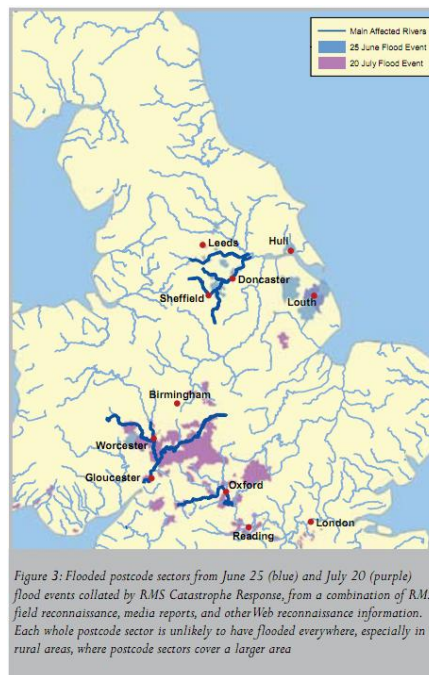 Main Affected Rivers
25 June Flood Event
20 July Flood Event
Leeds
Hull
Doncaster
Sheffield
Louth
Birmingham
Worcester
Gloucester
Oxford
London
Reading
Figure 3: Flooded postcode sectors from June 25 (blue) and July 20 (purple)
flood events collated by RMS Catastrophe Response, from a combination of RM
field reconnaissance, media reports, and other Web reconnaissance information.
Each whole postcode sector is unlikely to have flooded everywhere, especially in
rural areas, where postcode sectors cover a larger area